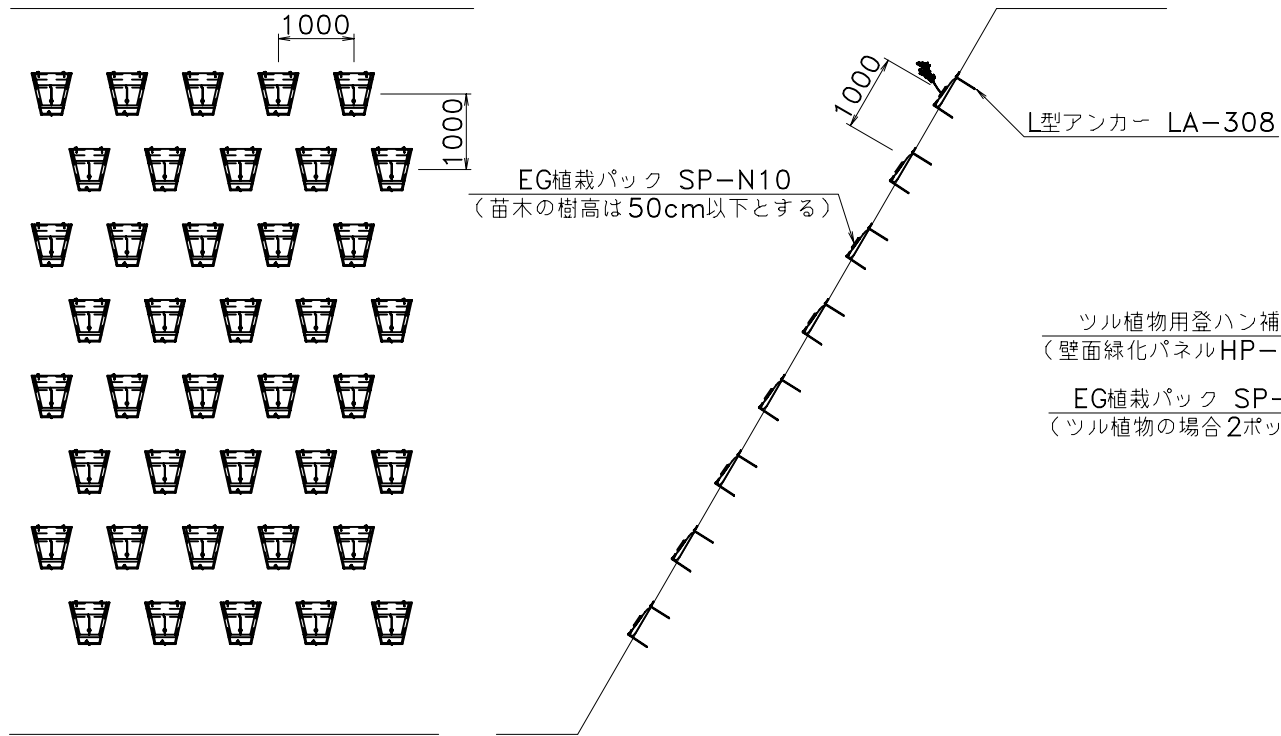 1000
1000
1000
L型アンカー LA-308
EG植栽パック SP-N10
(苗木の樹高は50cm以下とする)
ツル植物用登ハン補
(壁面緑化パネルHP-
EG植栽パック SP-
(ツル植物の場合2ポッ